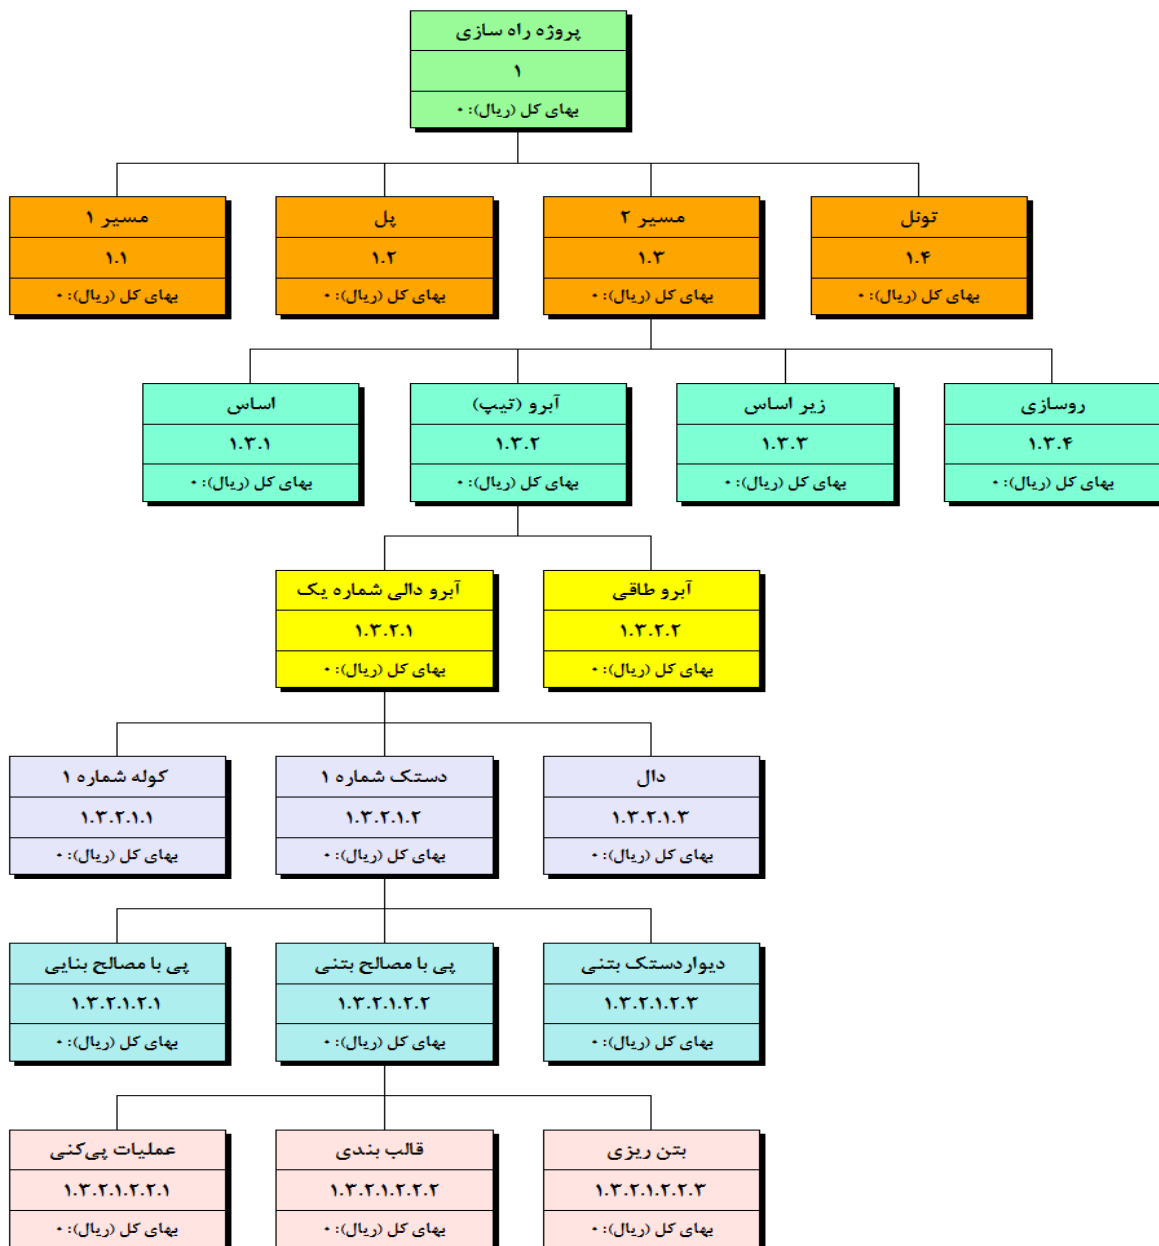 پروژه راه سازی
۱
بهای کل (ریال): ۰
مسیر ۱
۱.۱
بهای کل (ریال): ۰
پل
۱.۲
بهای کل (ریال): ۰
مسیر ۲
۱.۳
بهای کل (ریال): ۰
تونل
۱.۴
بهای کل (ریال): ۰
اساس
۱.۳.۱
بهای کل (ریال): ۰
آبرو (تیپ)
۱.۳.۲
بهای کل (ریال): ۰
زیر اساس
۱.۳.۳
بهای کل (ریال): ۰
روسازی
۱.۳.۴
بهای کل (ریال): ۰
آبرو دالی شماره یک
۱.۳.۲.۱
بهای کل (ریال): ۰
آبرو طاقی
۱.۳.۲.۲
بهای کل (ریال): ۰
کوله شماره ۱
۱.۳.۲.۱.۱
بهای کل (ریال): ۰
دستک شماره ۱
۱.۳.۲.۱.۲
بهای کل (ریال): ۰
دال
۱.۳.۲.۱.۳
بهای کل (ریال): ۰
پی با مصالح بنایی
۱.۳.۲.۱.۲.۱
بهای کل (ریال): ۰
پی با مصالح بتنی
۱.۳.۲.۱.۲.۲
بهای کل (ریال): ۰
دیواردستک بتنی
۱.۳.۲.۱.۲.۳
بهای کل (ریال): ۰
عملیات پی‌کنی
۱.۳.۲.۱.۲.۲.۱
بهای کل (ریال): ۰
قالب بندی
۱.۳.۲.۱.۲.۲.۲
بهای کل (ریال): ۰
بتن ریزی
۱.۳.۲.۱.۲.۲.۳
بهای کل (ریال): ۰